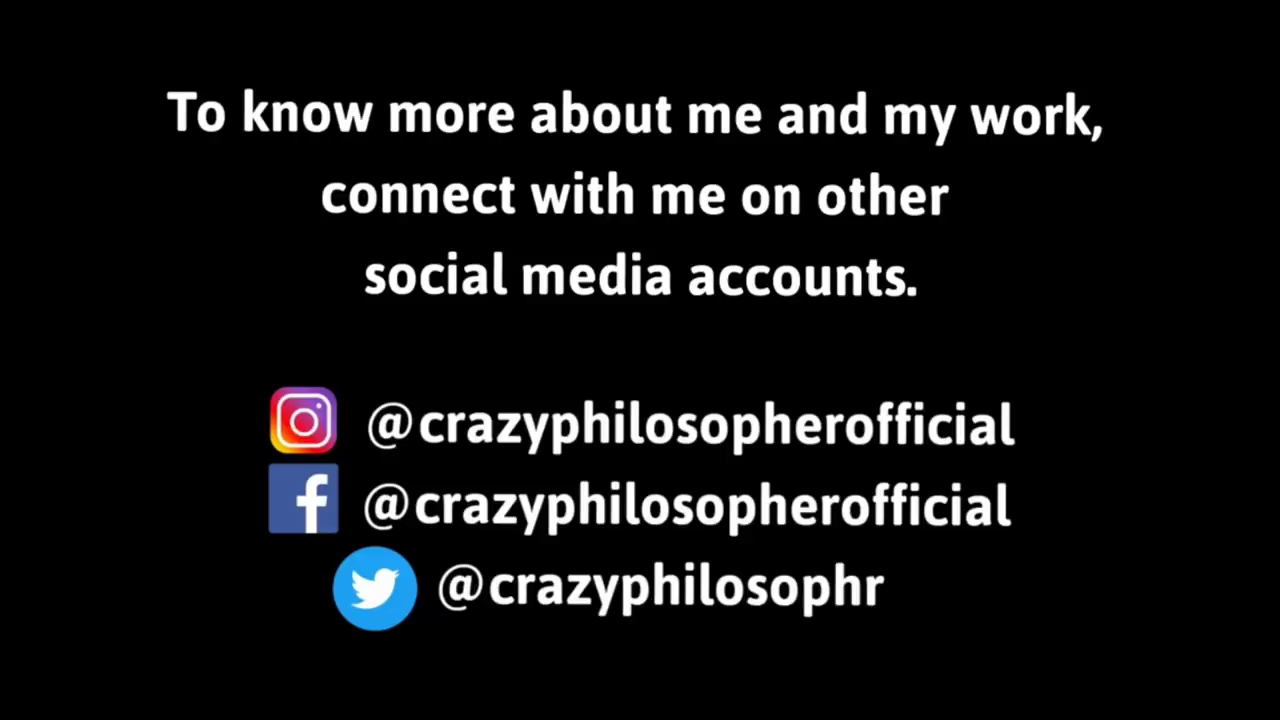 To know more about me and my work,
connect with me on other
social media accounts.
@crazyphilosopherofficial
@crazyphilosopherofficial
@crazyphilosophr